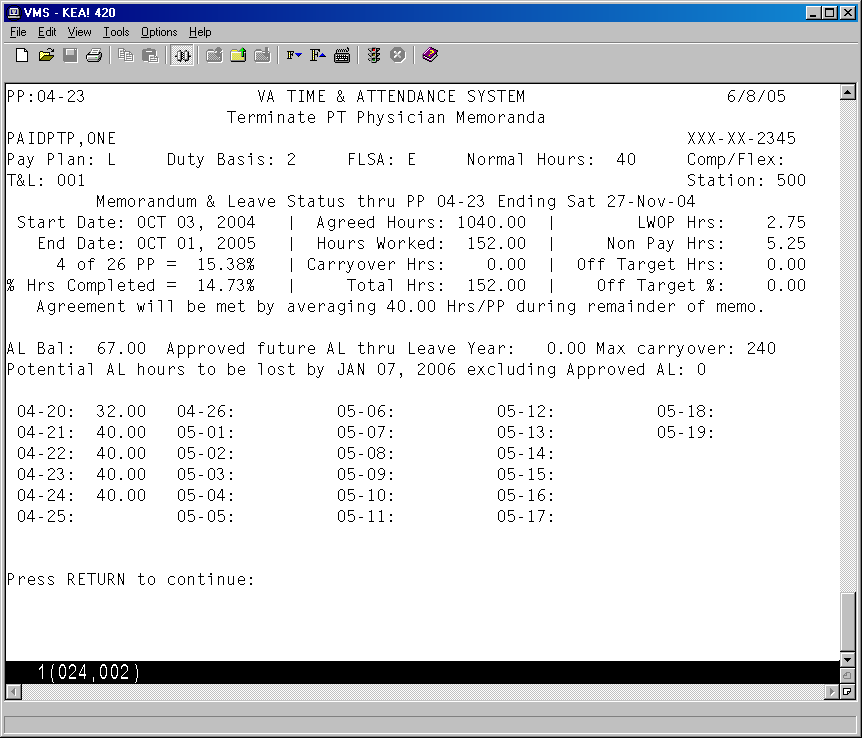 VMS - KEA! 420
File Edit View Tools Options Help
PP:04-23 VA TIME & ATTENDANCE SYSTEM 6/8/05
Terminate PT Physician Memoranda
PAIDPTP,ONE XXX-XX-2345
Pay Plan: L Duty Basis: 2 FLSA: E Normal Hours: 40 Comp/Flex:
T&L: 001 Station: 500
Memorandum & Leave Status thru PP 04-23 Ending Sat 27-Nov-04
Start Date: OCT 03, 2004 | Agreed Hours: 1040.00 | LWOP Hrs: 2.75
End Date: OCT 01, 2005 | Hours Worked: 152.00 | Non Pay Hrs: 5.25
4 of 26 PP = 15.38% | Carryover Hrs: 0.00 | Off Target Hrs: 0.00
% Hrs Completed = 14.73% | Total Hrs: 152.00 | Off Target %: 0.00
Agreement will be met by averaging 40.00 Hrs/PP during remainder of memo.
AL Bal: 67.00 Approved future AL thru Leave Year: 0.00 Max carryover: 240
Potential AL hours to be lost by JAN 07, 2006 excluding Approved AL: 0
04-20: 32.00 04-26: 05-06: 05-12: 05-18:
04-21: 40.00 05-01: 05-07: 05-13: 05-19:
04-22: 40.00 05-02: 05-08: 05-14:
04-23: 40.00 05-03: 05-09: 05-15:
04-24: 40.00 05-04: 05-10: 05-16:
04-25: 05-05: 05-11: 05-17:
Press RETURN to continue:
1(024,002)